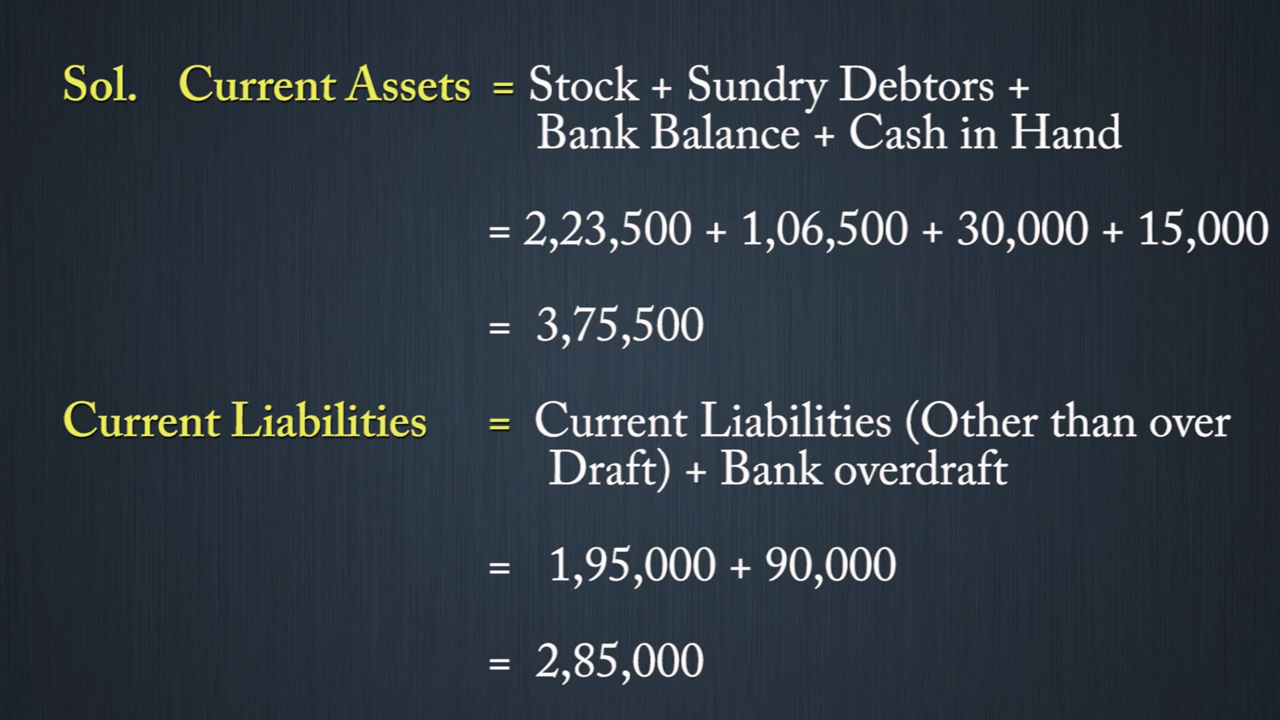 Sol. Current Assets = Stock + Sundry Debtors +
Bank Balance + Cash in Hand
= 2,23,500 + 1,06,500 + 30,000 + 15,000
= 3,75,500
Current Liabilities = Current Liabilities (Other than over
Draft) + Bank overdraft
= 1,95,000 + 90,000
= 2,85,000